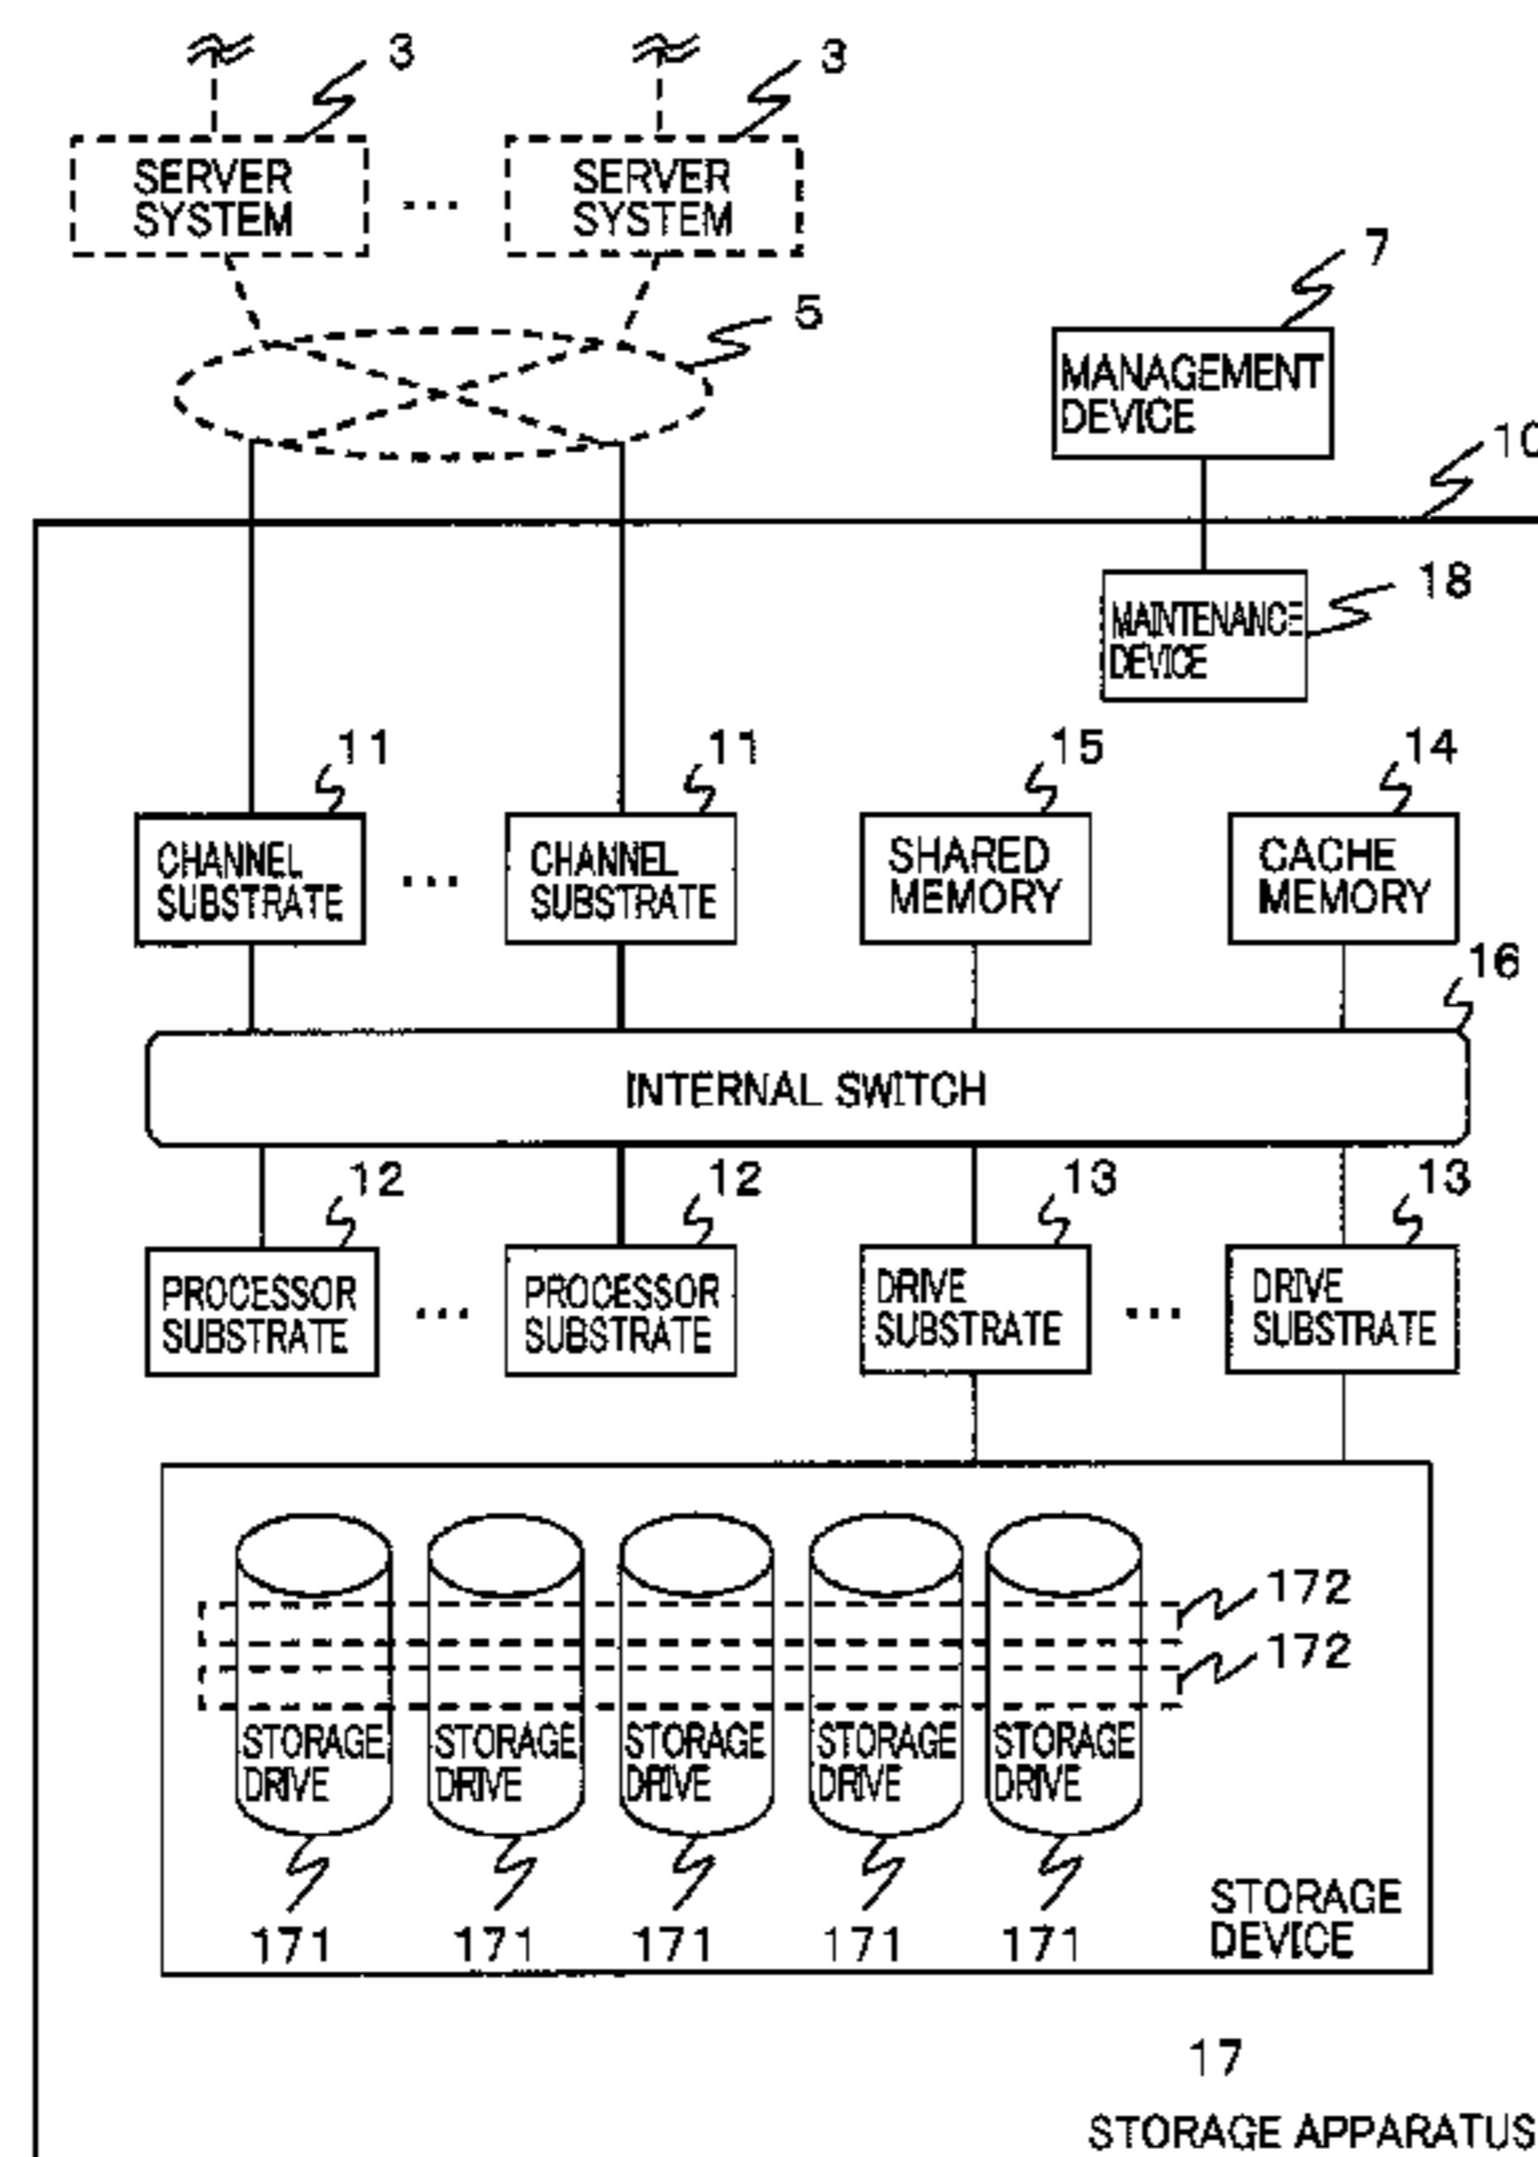 3
3
SERVER
SYSTEM
...
SERVER
SYSTEM
5
7
MANAGEMENT
DEVICE
10
18
MAINTENANCE
DEVICE
11
11
15
14
CHANNEL
SUBSTRATE
...
CHANNEL
SUBSTRATE
SHARED
MEMORY
CACHE
MEMORY
16
INTERNAL SWITCH
12
12
13
13
PROCESSOR
SUBSTRATE
...
PROCESSOR
SUBSTRATE
DRIVE
SUBSTRATE
...
DRIVE
SUBSTRATE
172
172
STORAGE
DRIVE
STORAGE
DRIVE
STORAGE
DRIVE
STORAGE
DRIVE
STORAGE
DRIVE
171
171
171
171
171
STORAGE
DEVICE
17
STORAGE APPARATUS